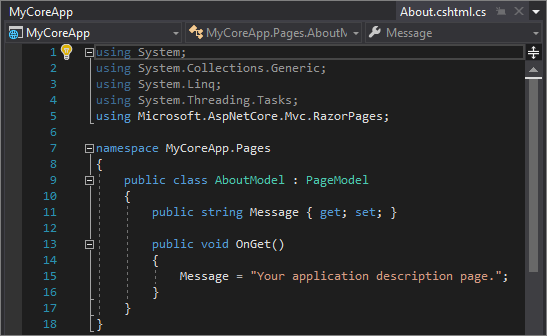 MyCoreApp
About.cshtml.cs
MyCoreApp
MyCoreApp.Pages.AboutM
Message
1 using System;
2 using System.Collections.Generic;
3 using System.Linq;
4 using System.Threading.Tasks;
5 using Microsoft.AspNetCore.Mvc.RazorPages;
6
7 namespace MyCoreApp.Pages
8 {
9 public class AboutModel : PageModel
10 {
11 public string Message { get; set; }
12
13 public void OnGet()
14 {
15 Message = "Your application description page.";
16 }
17 }
18 }